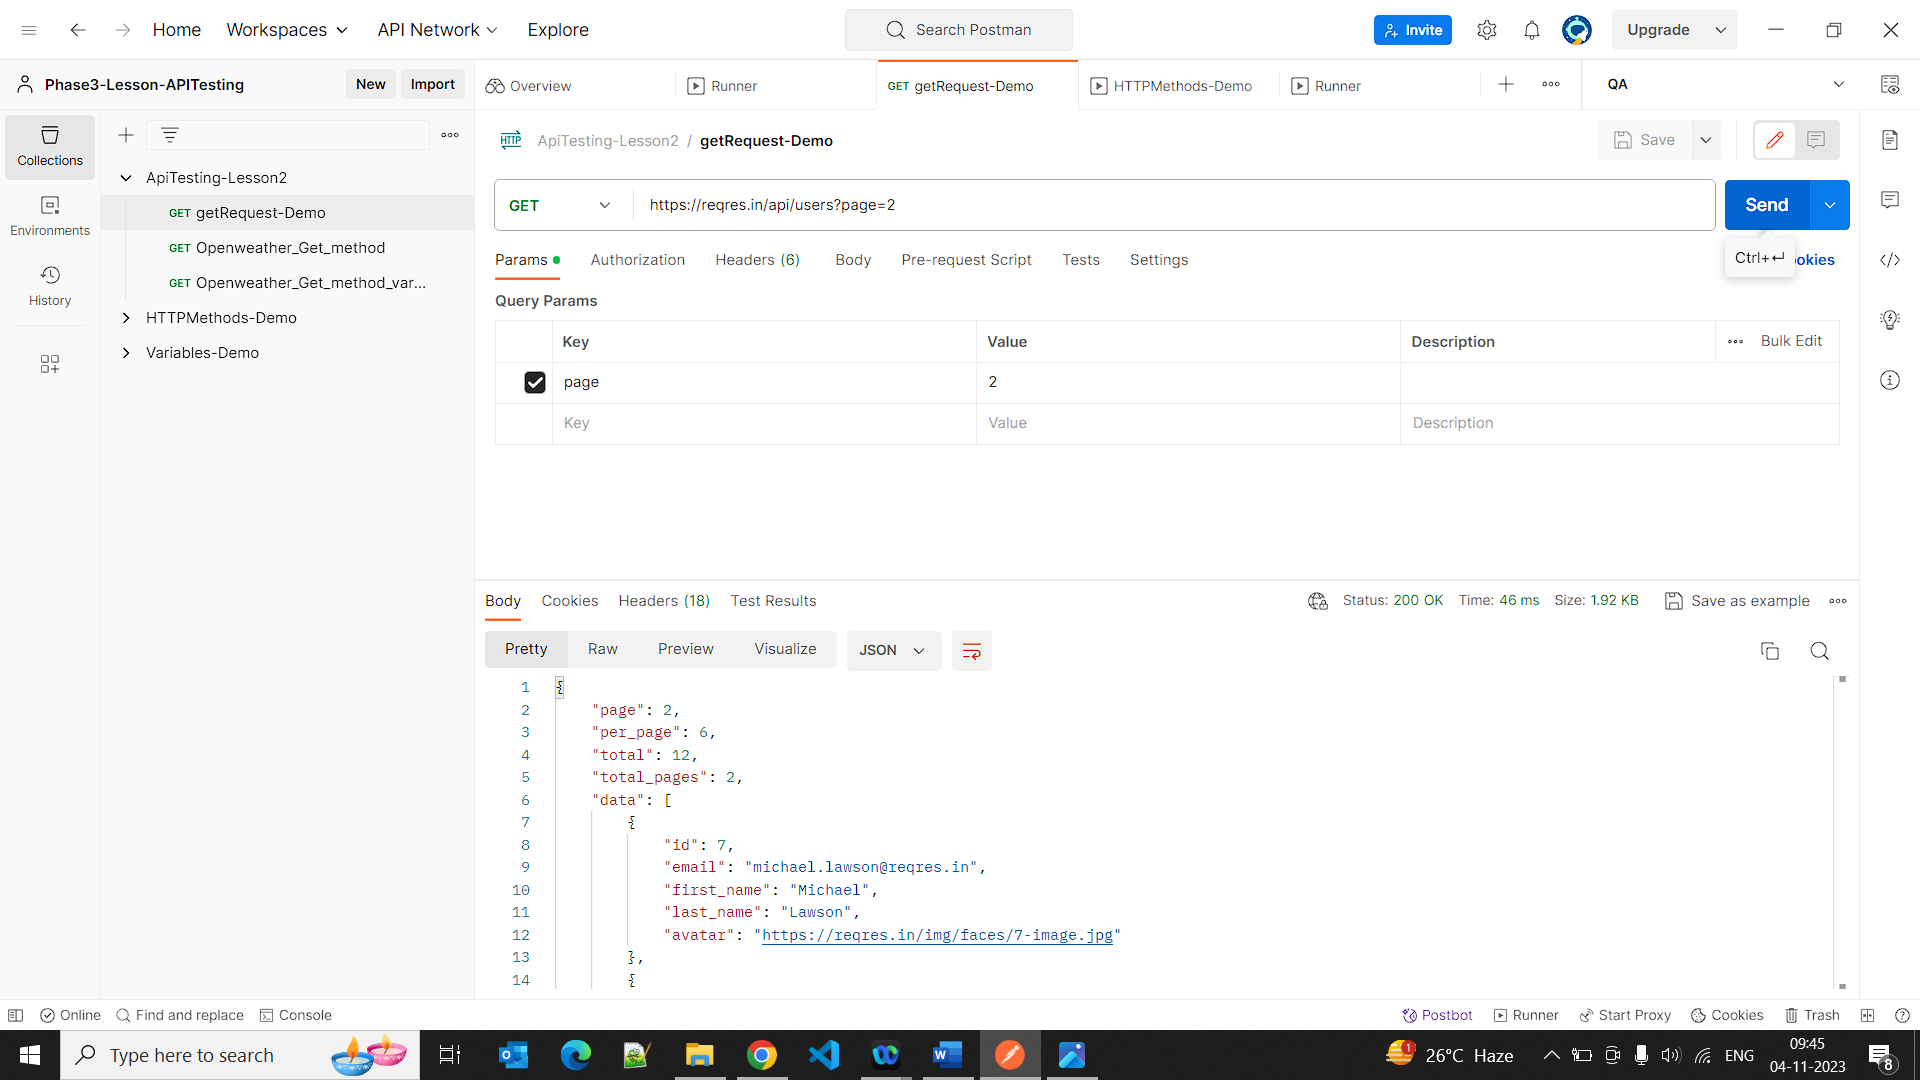 Home Workspaces API Network Explore Search Postman Invite Upgrade
Phase3-Lesson-APITesting New Import Overview Runner GET getRequest-Demo HTTPMethods-Demo Runner QA
Collections
Environments
History
ApiTesting-Lesson2
GET getRequest-Demo
GET Openweather_Get_method
GET Openweather_Get_method_var...
HTTPMethods-Demo
Variables-Demo
HTTP ApiTesting-Lesson2 / getRequest-Demo Save
GET https://reqres.in/api/users?page=2 Send
Params Authorization Headers (6) Body Pre-request Script Tests Settings ookies
Ctrl+↵
Query Params
Key Value Description Bulk Edit
page 2
Key Value Description
Body Cookies Headers (18) Test Results Status: 200 OK Time: 46 ms Size: 1.92 KB Save as example
Pretty Raw Preview Visualize JSON
1 {
2 "page": 2,
3 "per_page": 6,
4 "total": 12,
5 "total_pages": 2,
6 "data": [
7 {
8 "id": 7,
9 "email": "michael.lawson@reqres.in",
10 "first_name": "Michael",
11 "last_name": "Lawson",
12 "avatar": "https://reqres.in/img/faces/7-image.jpg"
13 },
14 {
Online Find and replace Console Postbot Runner Start Proxy Cookies Trash
Type here to search 1 26°C Haze ENG 09:45
04-11-2023 8